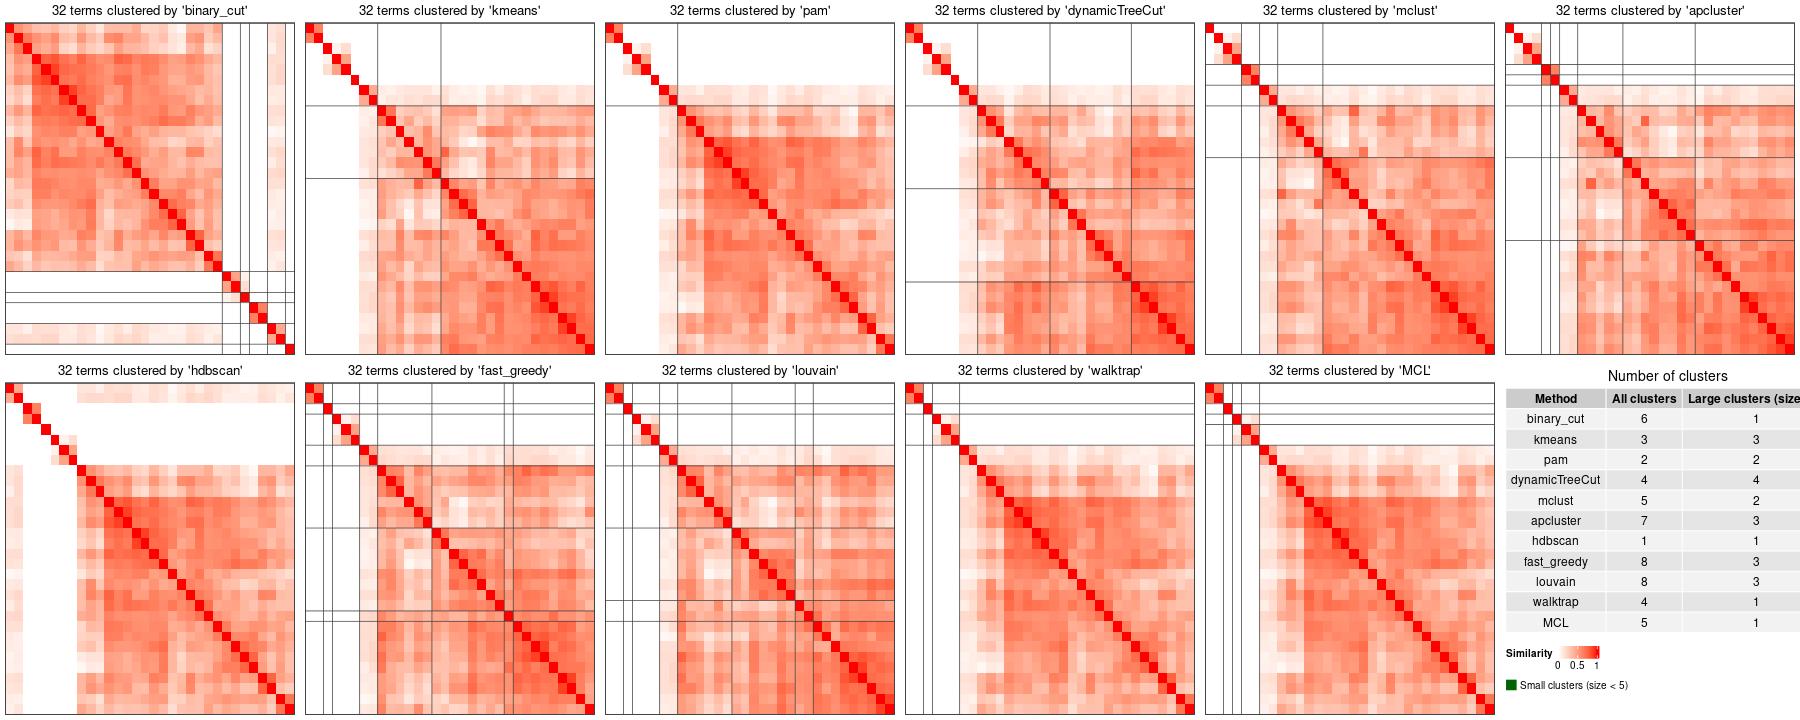 32 terms clustered by 'binary_cut'
32 terms clustered by 'kmeans'
32 terms clustered by 'pam'
32 terms clustered by 'dynamicTreeCut'
32 terms clustered by 'mclust'
32 terms clustered by 'apcluster'
32 terms clustered by 'hdbscan'
32 terms clustered by 'fast_greedy'
32 terms clustered by 'louvain'
32 terms clustered by 'walktrap'
32 terms clustered by 'MCL'
Number of clusters
Method All clusters Large clusters (size
binary_cut 6 1
kmeans 3 3
pam 2 2
dynamicTreeCut 4 4
mclust 5 2
apcluster 7 3
hdbscan 1 1
fast_greedy 8 3
louvain 8 3
walktrap 4 1
MCL 5 1
Similarity
0 0.5 1
Small clusters (size < 5)